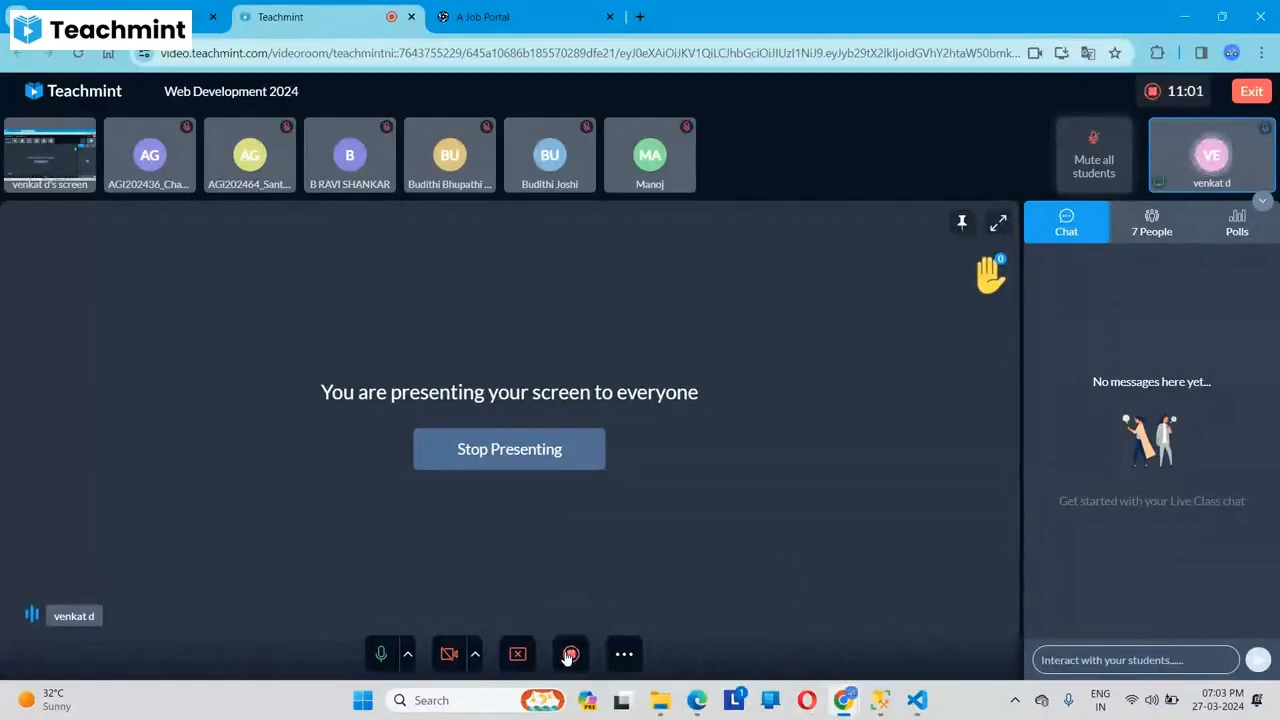 Teachmint
Teachmint
A Job Portal
video.teachmint.com/videoroom/teachmintni::7643755229/645a10686b185570289dfe21/eyJ0eXAiOiJKV1QiLCJhbGciOiJIUzI1NiJ9.eyJyb29tX2lkIjoidGVhY2htaW50bmk...
Teachmint
Web Development 2024
11:01
Exit
AG
AG
B
BU
BU
MA
Mute all
students
VE
venkat d's screen
AGI202436_Cha...
AGI202464_Sant...
B RAVI SHANKAR
Budithi Bhupathi ...
Budithi Joshi
Manoj
venkat d
Chat
7 People
Polls
0
No messages here yet...
You are presenting your screen to everyone
Stop Presenting
Get started with your Live Class chat
venkat d
Interact with your students......
32°C
Sunny
Search
ENG
IN
07:03 PM
27-03-2024